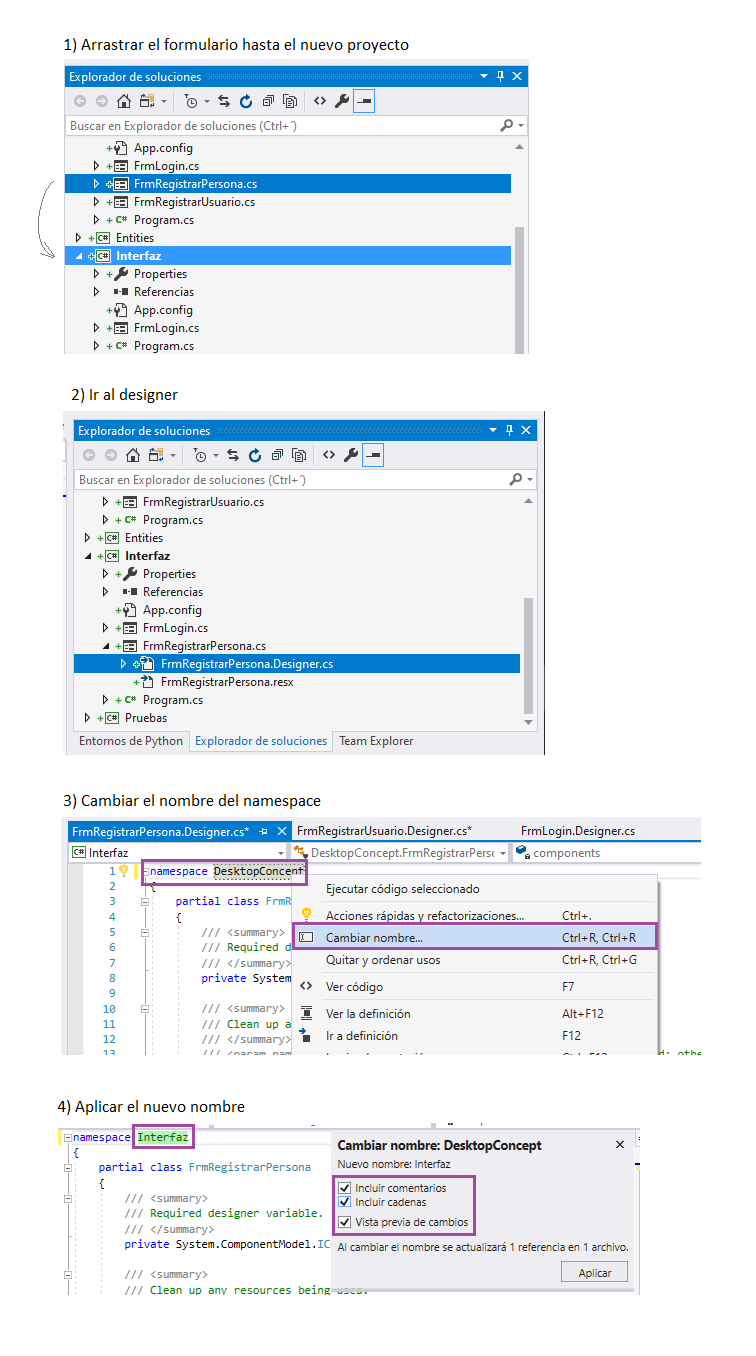 1) Arrastrar el formulario hasta el nuevo proyecto
Explorador de soluciones
Buscar en Explorador de soluciones (Ctrl+´)
App.config
FrmLogin.cs
FrmRegistrarPersona.cs
FrmRegistrarUsuario.cs
C# Program.cs
C# Entities
C# Interfaz
Properties
Referencias
App.config
FrmLogin.cs
C# Program.cs
2) Ir al designer
Explorador de soluciones
Buscar en Explorador de soluciones (Ctrl+´)
FrmRegistrarUsuario.cs
C# Program.cs
C# Entities
C# Interfaz
Properties
Referencias
App.config
FrmLogin.cs
FrmRegistrarPersona.cs
FrmRegistrarPersona.Designer.cs
FrmRegistrarPersona.resx
C# Program.cs
C# Pruebas
Entornos de Python Explorador de soluciones Team Explorer
3) Cambiar el nombre del namespace
FrmRegistrarPersona.Designer.cs* FrmRegistrarUsuario.Designer.cs* FrmLogin.Designer.cs
C# Interfaz DesktopConcept.FrmRegistrarPers components
1 namespace DesktopConcept
2 {
3 partial class FrmR
4 {
5 /// <summary>
6 /// Required d
7 /// </summary>
8 private System
9
10 /// <summary>
11 /// Clean up a
12 /// </summary>
13 /// <param nam
Ejecutar código seleccionado
Acciones rápidas y refactorizaciones... Ctrl+.
Cambiar nombre... Ctrl+R, Ctrl+R
Quitar y ordenar usos Ctrl+R, Ctrl+G
Ver código F7
Ver la definición Alt+F12
Ir a definición F12
4) Aplicar el nuevo nombre
namespace Interfaz
{
partial class FrmRegistrarPersona
{
/// <summary>
/// Required designer variable.
/// </summary>
private System.ComponentModel.IC
/// <summary>
/// Clean up any resources being used.
Cambiar nombre: DesktopConcept
Nuevo nombre: Interfaz
Incluir comentarios
Incluir cadenas
Vista previa de cambios
Al cambiar el nombre se actualizará 1 referencia en 1 archivo.
Aplicar